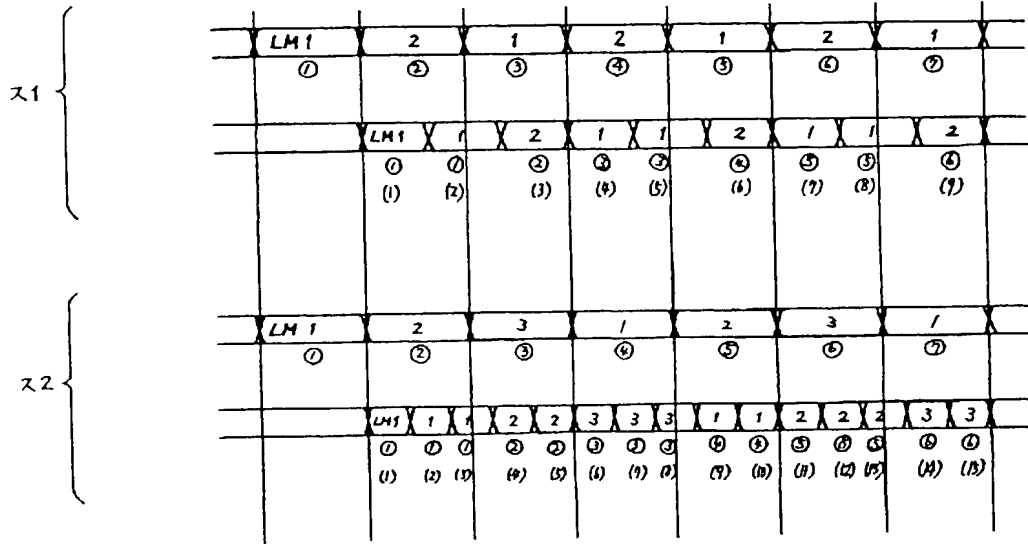 LM1 2 1 2 1 2 1
① ② ③ ④ ⑤ ⑥ ⑦
ス1
LM1 1 2 1 1 2 1 1 2
① ① ② ③ ③ ④ ⑤ ⑤ ⑥
(1) (2) (3) (4) (5) (6) (7) (8) (9)
LM1 2 3 1 2 3 1
① ② ③ ④ ⑤ ⑥ ⑦
ス2
LM1 1 1 2 2 3 3 3 1 1 2 2 2 3 3
① ① ① ② ② ③ ③ ③ ④ ④ ⑤ ⑤ ⑤ ⑥ ⑥
(1) (2) (3) (4) (5) (6) (7) (8) (9) (10) (11) (12) (13) (14) (15)